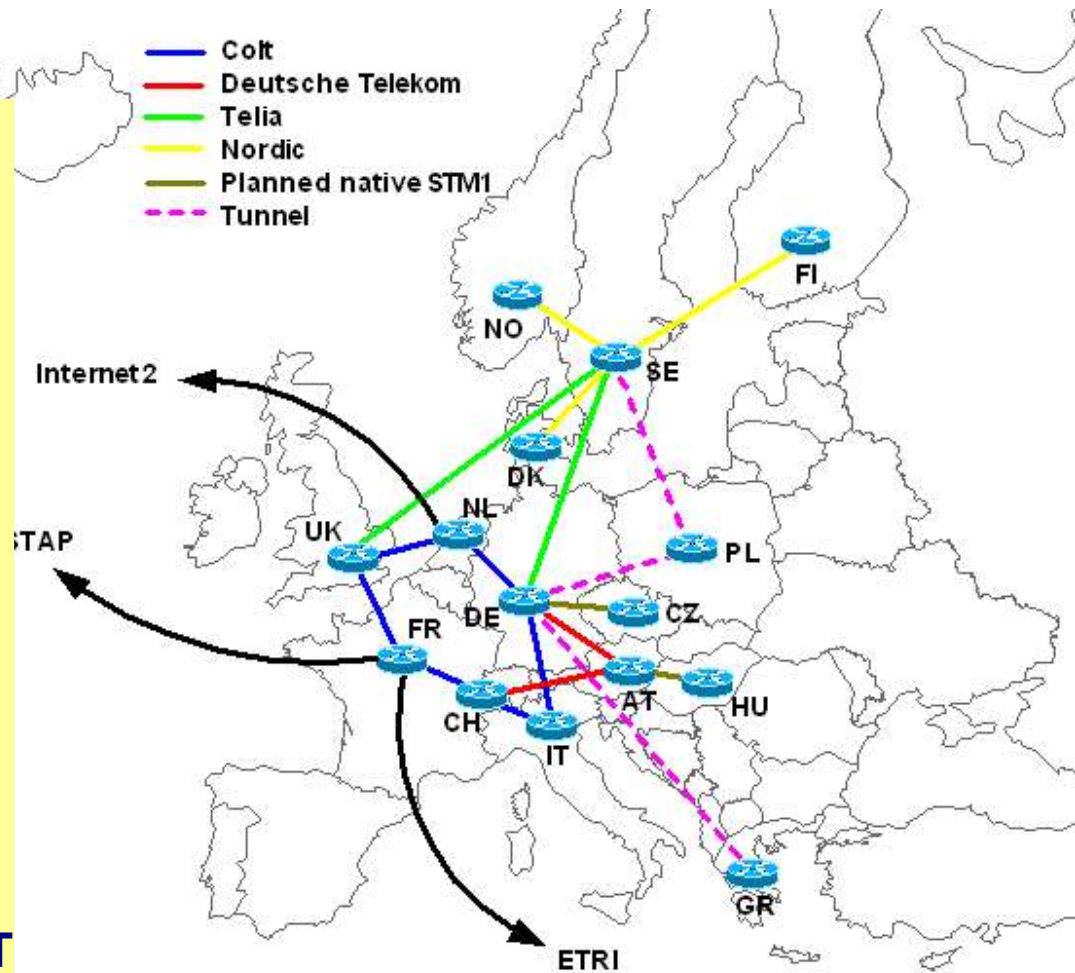 Colt
Deutsche Telekom
Telia
Nordic
Planned native STM1
Tunnel
FI
NO
SE
Internet2
DK
NL
UK
PL
DE
CZ
FR
AT
HU
CH
IT
GR
ETRI